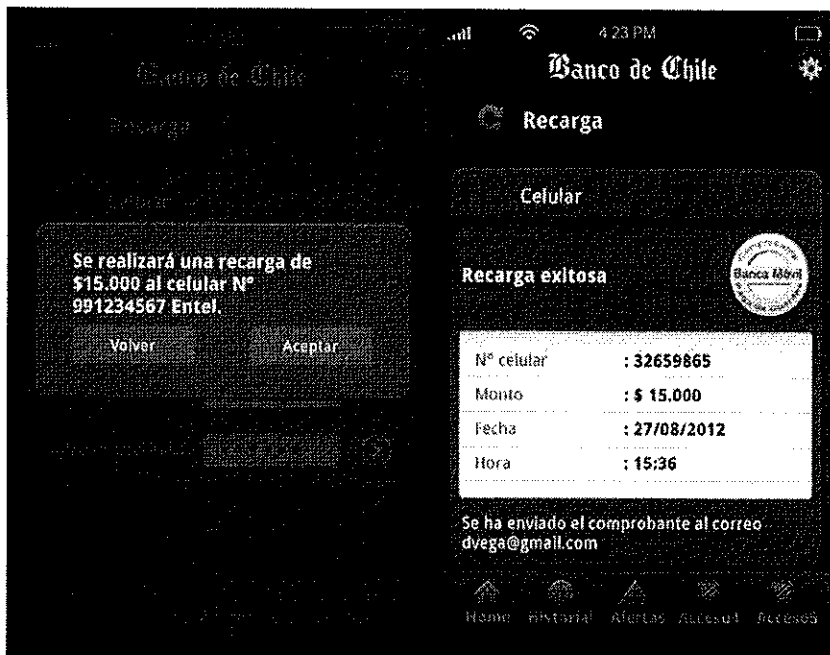 Banco de Chile
Recarga
Se realizará una recarga de
$15.000 al celular N°
991234567 Entel.
Volver
Aceptar
4:23 PM
Banco de Chile
Recarga
Celular
Recarga exitosa
Banca Móvil
N° celular : 32659865
Monto : $ 15.000
Fecha : 27/08/2012
Hora : 15:36
Se ha enviado el comprobante al correo
dvega@gmail.com
Home Historial Alertas Acceso4 Acceso5